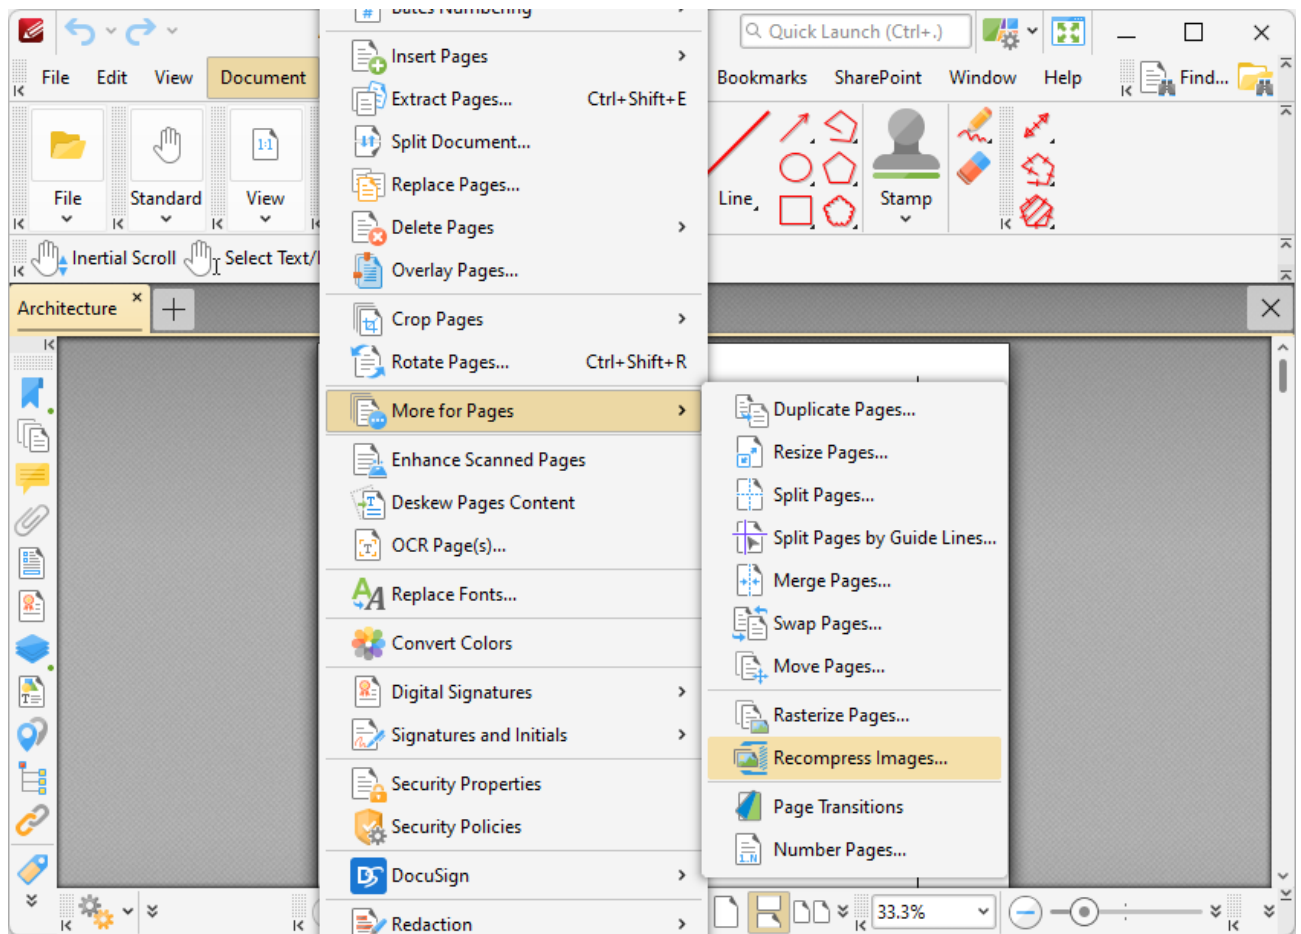 Bates Numbering
Quick Launch (Ctrl+.)
File Edit View Document
Bookmarks SharePoint Window Help
Find...
Insert Pages
Extract Pages... Ctrl+Shift+E
Split Document...
Replace Pages...
Delete Pages
Overlay Pages...
Crop Pages
Rotate Pages... Ctrl+Shift+R
More for Pages
Enhance Scanned Pages
Deskew Pages Content
OCR Page(s)...
Replace Fonts...
Convert Colors
Digital Signatures
Signatures and Initials
Security Properties
Security Policies
DocuSign
Redaction
1:1
File
Standard
View
Line
Stamp
Inertial Scroll
Select Text/
Architecture
Duplicate Pages...
Resize Pages...
Split Pages...
Split Pages by Guide Lines...
Merge Pages...
Swap Pages...
Move Pages...
Rasterize Pages...
Recompress Images...
Page Transitions
Number Pages...
33.3%